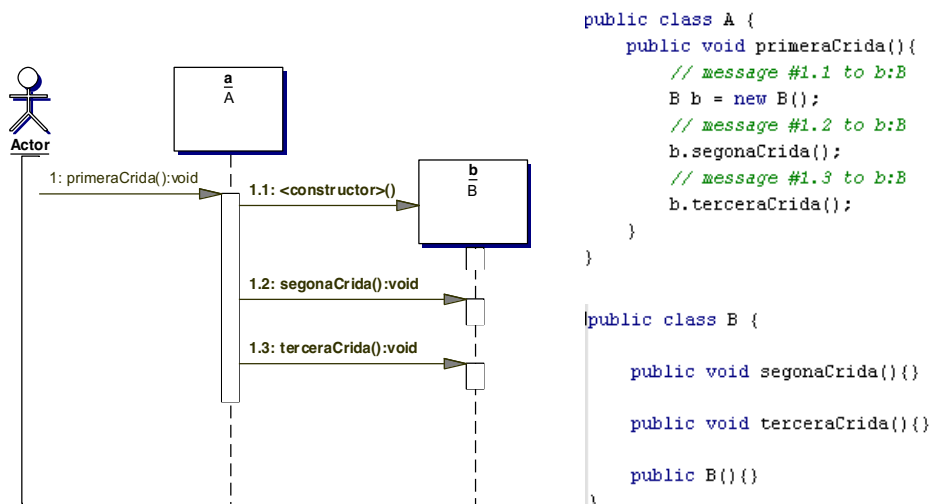 a
A
Actor
1: primeraCrida():void
1.1: <constructor>()
b
B
1.2: segonaCrida():void
1.3: terceraCrida():void
public class A {
public void primeraCrida(){
// message #1.1 to b:B
B b = new B();
// message #1.2 to b:B
b.segonaCrida();
// message #1.3 to b:B
b.terceraCrida();
}
}
public class B {
public void segonaCrida(){}
public void terceraCrida(){}
public B(){}
}